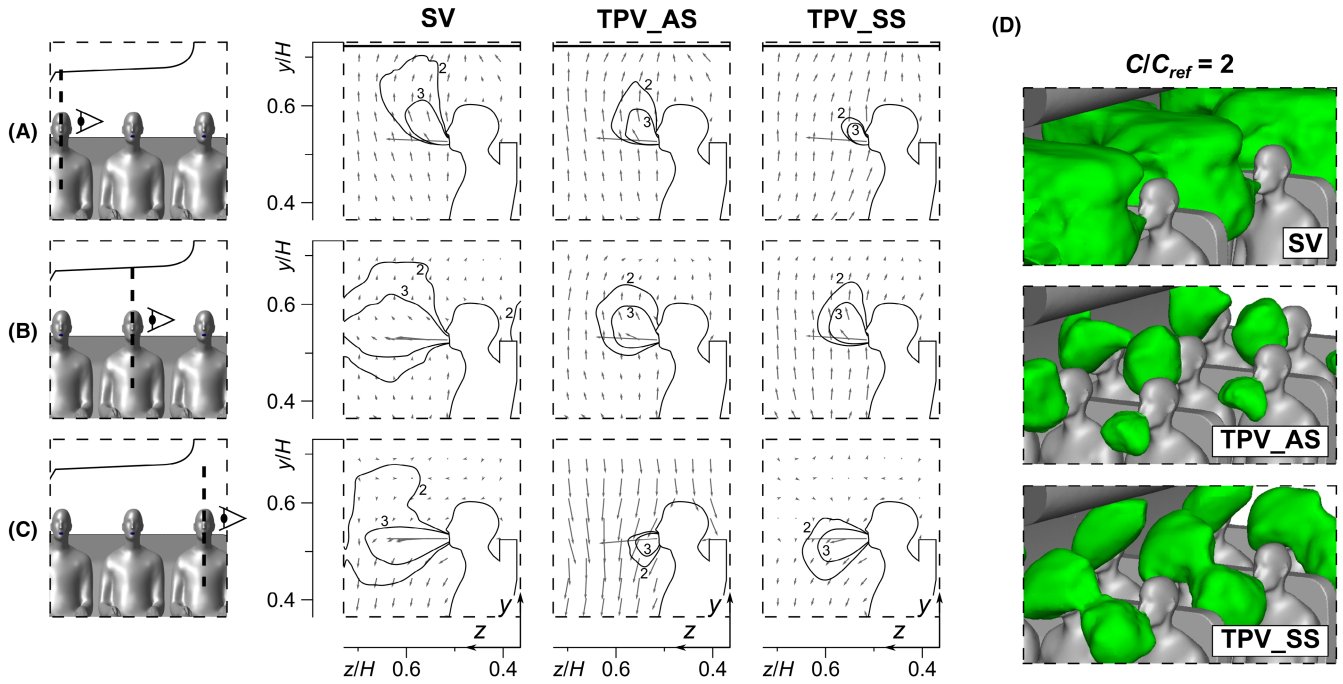 SV TPV_AS TPV_SS (D)
C/C_ref = 2
(A) y/H 0.6 0.4 2 3 2 3 2 3
SV
(B) y/H 0.6 0.4 2 3 2 2 3 2 3
TPV_AS
(C) y/H 0.6 0.4 2 3 3 2 2 3
TPV_SS
y y y
z z z
z/H 0.6 0.4 z/H 0.6 0.4 z/H 0.6 0.4